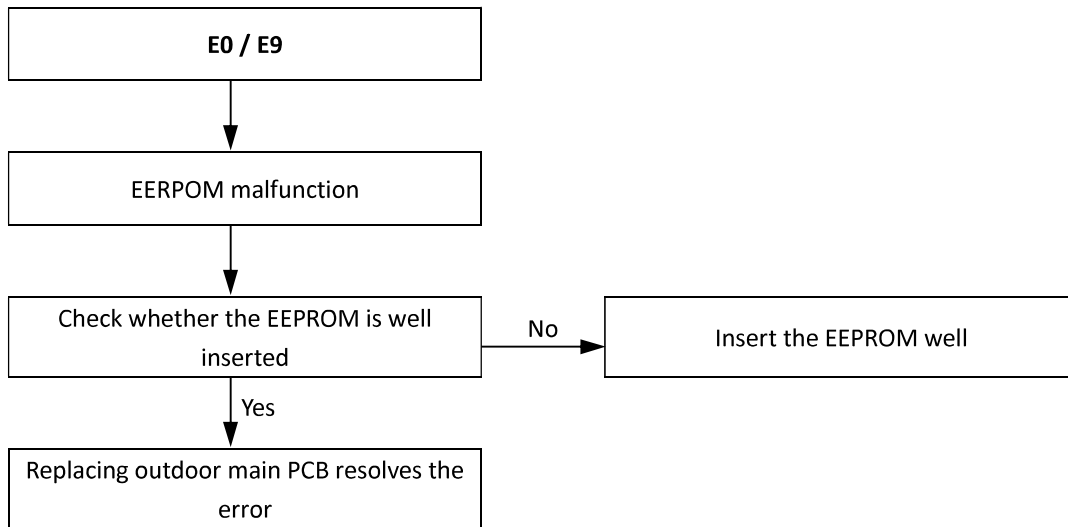 E0 / E9
EERPOM malfunction
Check whether the EEPROM is well
inserted
No
Insert the EEPROM well
Yes
Replacing outdoor main PCB resolves the
error